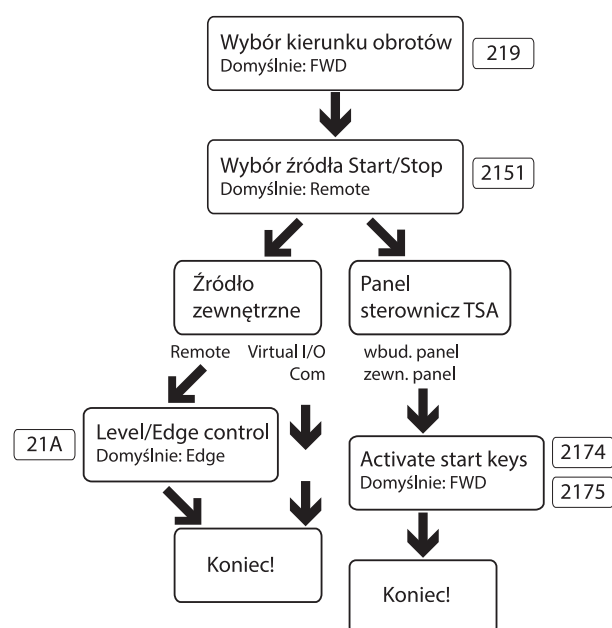 Wybór kierunku obrotów
Domyślnie: FWD
219
Wybór źródła Start/Stop
Domyślnie: Remote
2151
Źródło
zewnętrzne
Panel
sterownicz TSA
Remote
Virtual I/O
Com
wbud. panel
zewn. panel
21A
Level/Edge control
Domyślnie: Edge
Activate start keys
Domyślnie: FWD
2174
2175
Koniec!
Koniec!